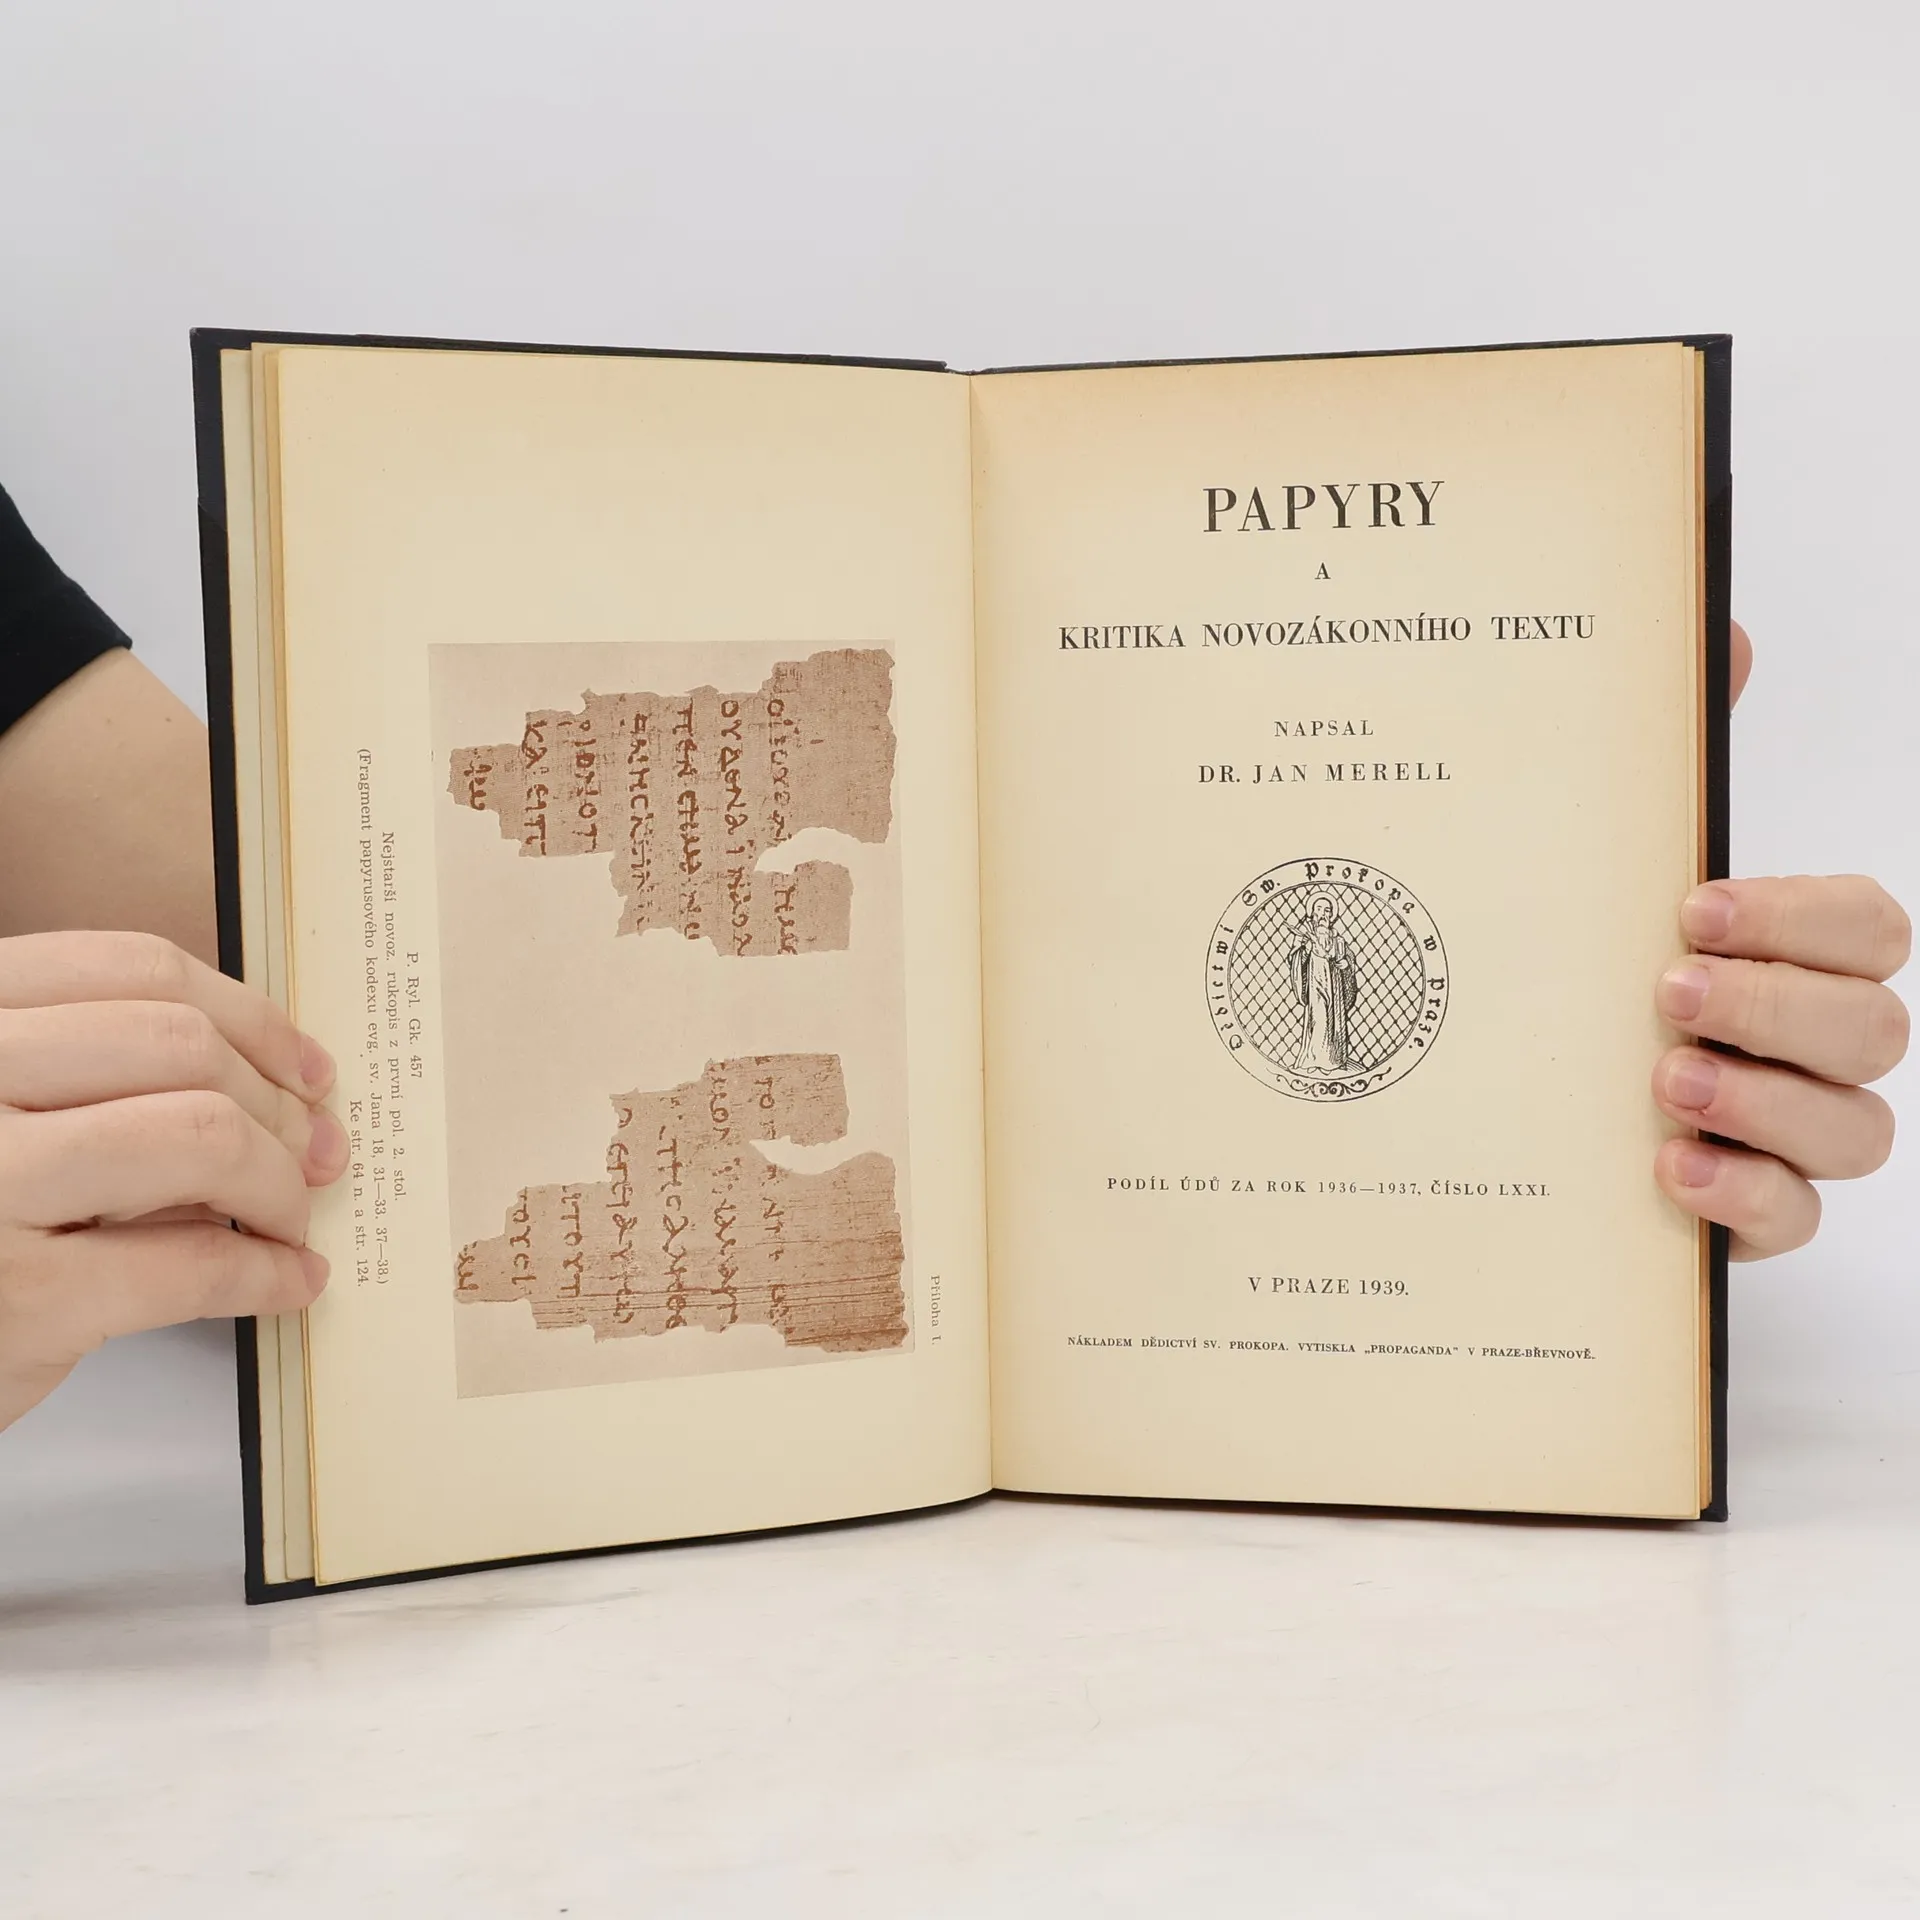 Příloha I.
P. Ryl. Gk. 457
Nejstarší novoz. rukopis z první pol. 2. stol.
(Fragment papyrusového kodexu evg. sv. Jana 18, 31—33. 37—38.)
Ke str. 64 n. a str. 124.
PAPYRY
A
KRITIKA NOVOZÁKONNÍHO TEXTU
NAPSAL
DR. JAN MERELL
Dědictwj Sw. Prokopa w Praze.
PODÍL ÚDŮ ZA ROK 1936—1937, ČÍSLO LXXI.
V PRAZE 1939.
NÁKLADEM DĚDICTVÍ SV. PROKOPA. VYTISKLA „PROPAGANDA" V PRAZE-BŘEVNOVĚ.